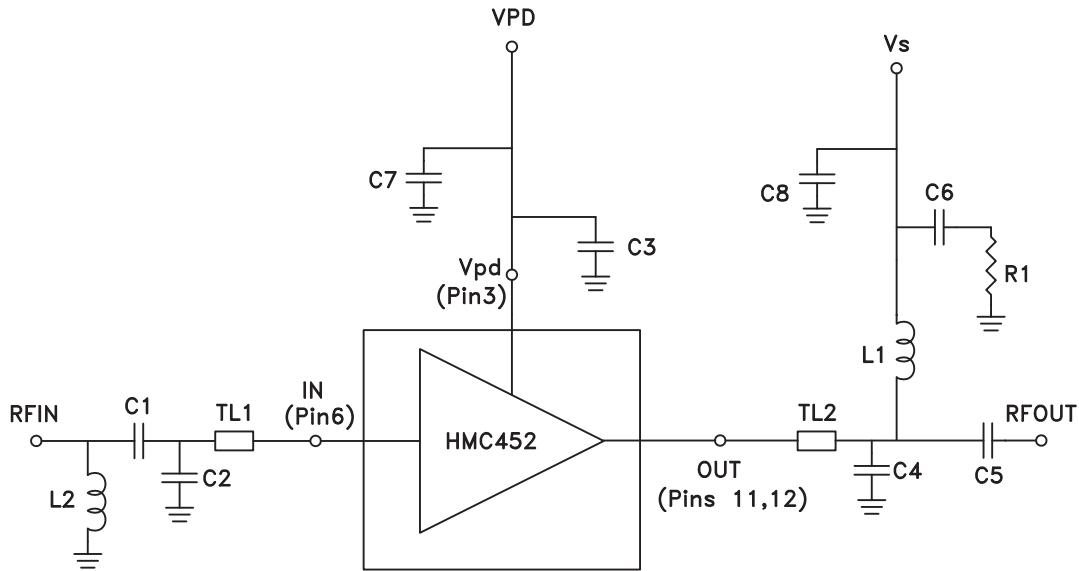 VPD
Vs
C7
C8
C6
C3
Vpd
(Pin3)
R1
L1
RFIN
C1
TL1
IN
(Pin6)
HMC452
TL2
RFOUT
C2
L2
OUT
(Pins 11,12)
C4
C5